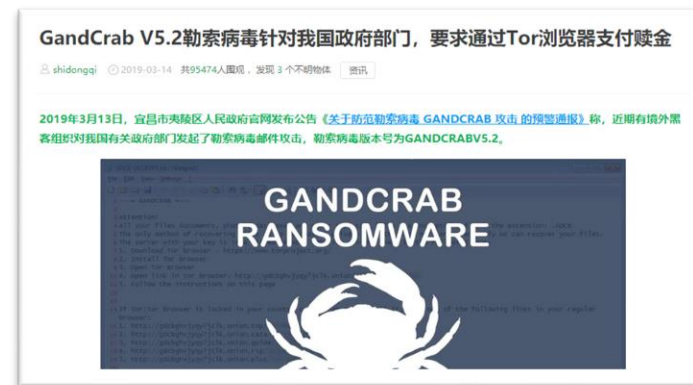 GandCrab V5.2勒索病毒针对我国政府部门，要求通过Tor浏览器支付赎金
shidongqi 2019-03-14 共95474人围观，发现 3 个不明物体 资讯
2019年3月13日，宜昌市夷陵区人民政府官网发布公告《关于防范勒索病毒 GANDCRAB 攻击 的预警通报》称，近期有境外黑
客组织对我国有关政府部门发起了勒索病毒邮件攻击，勒索病毒版本号为GANDCRABV5.2。
GANDCRAB
RANSOMWARE